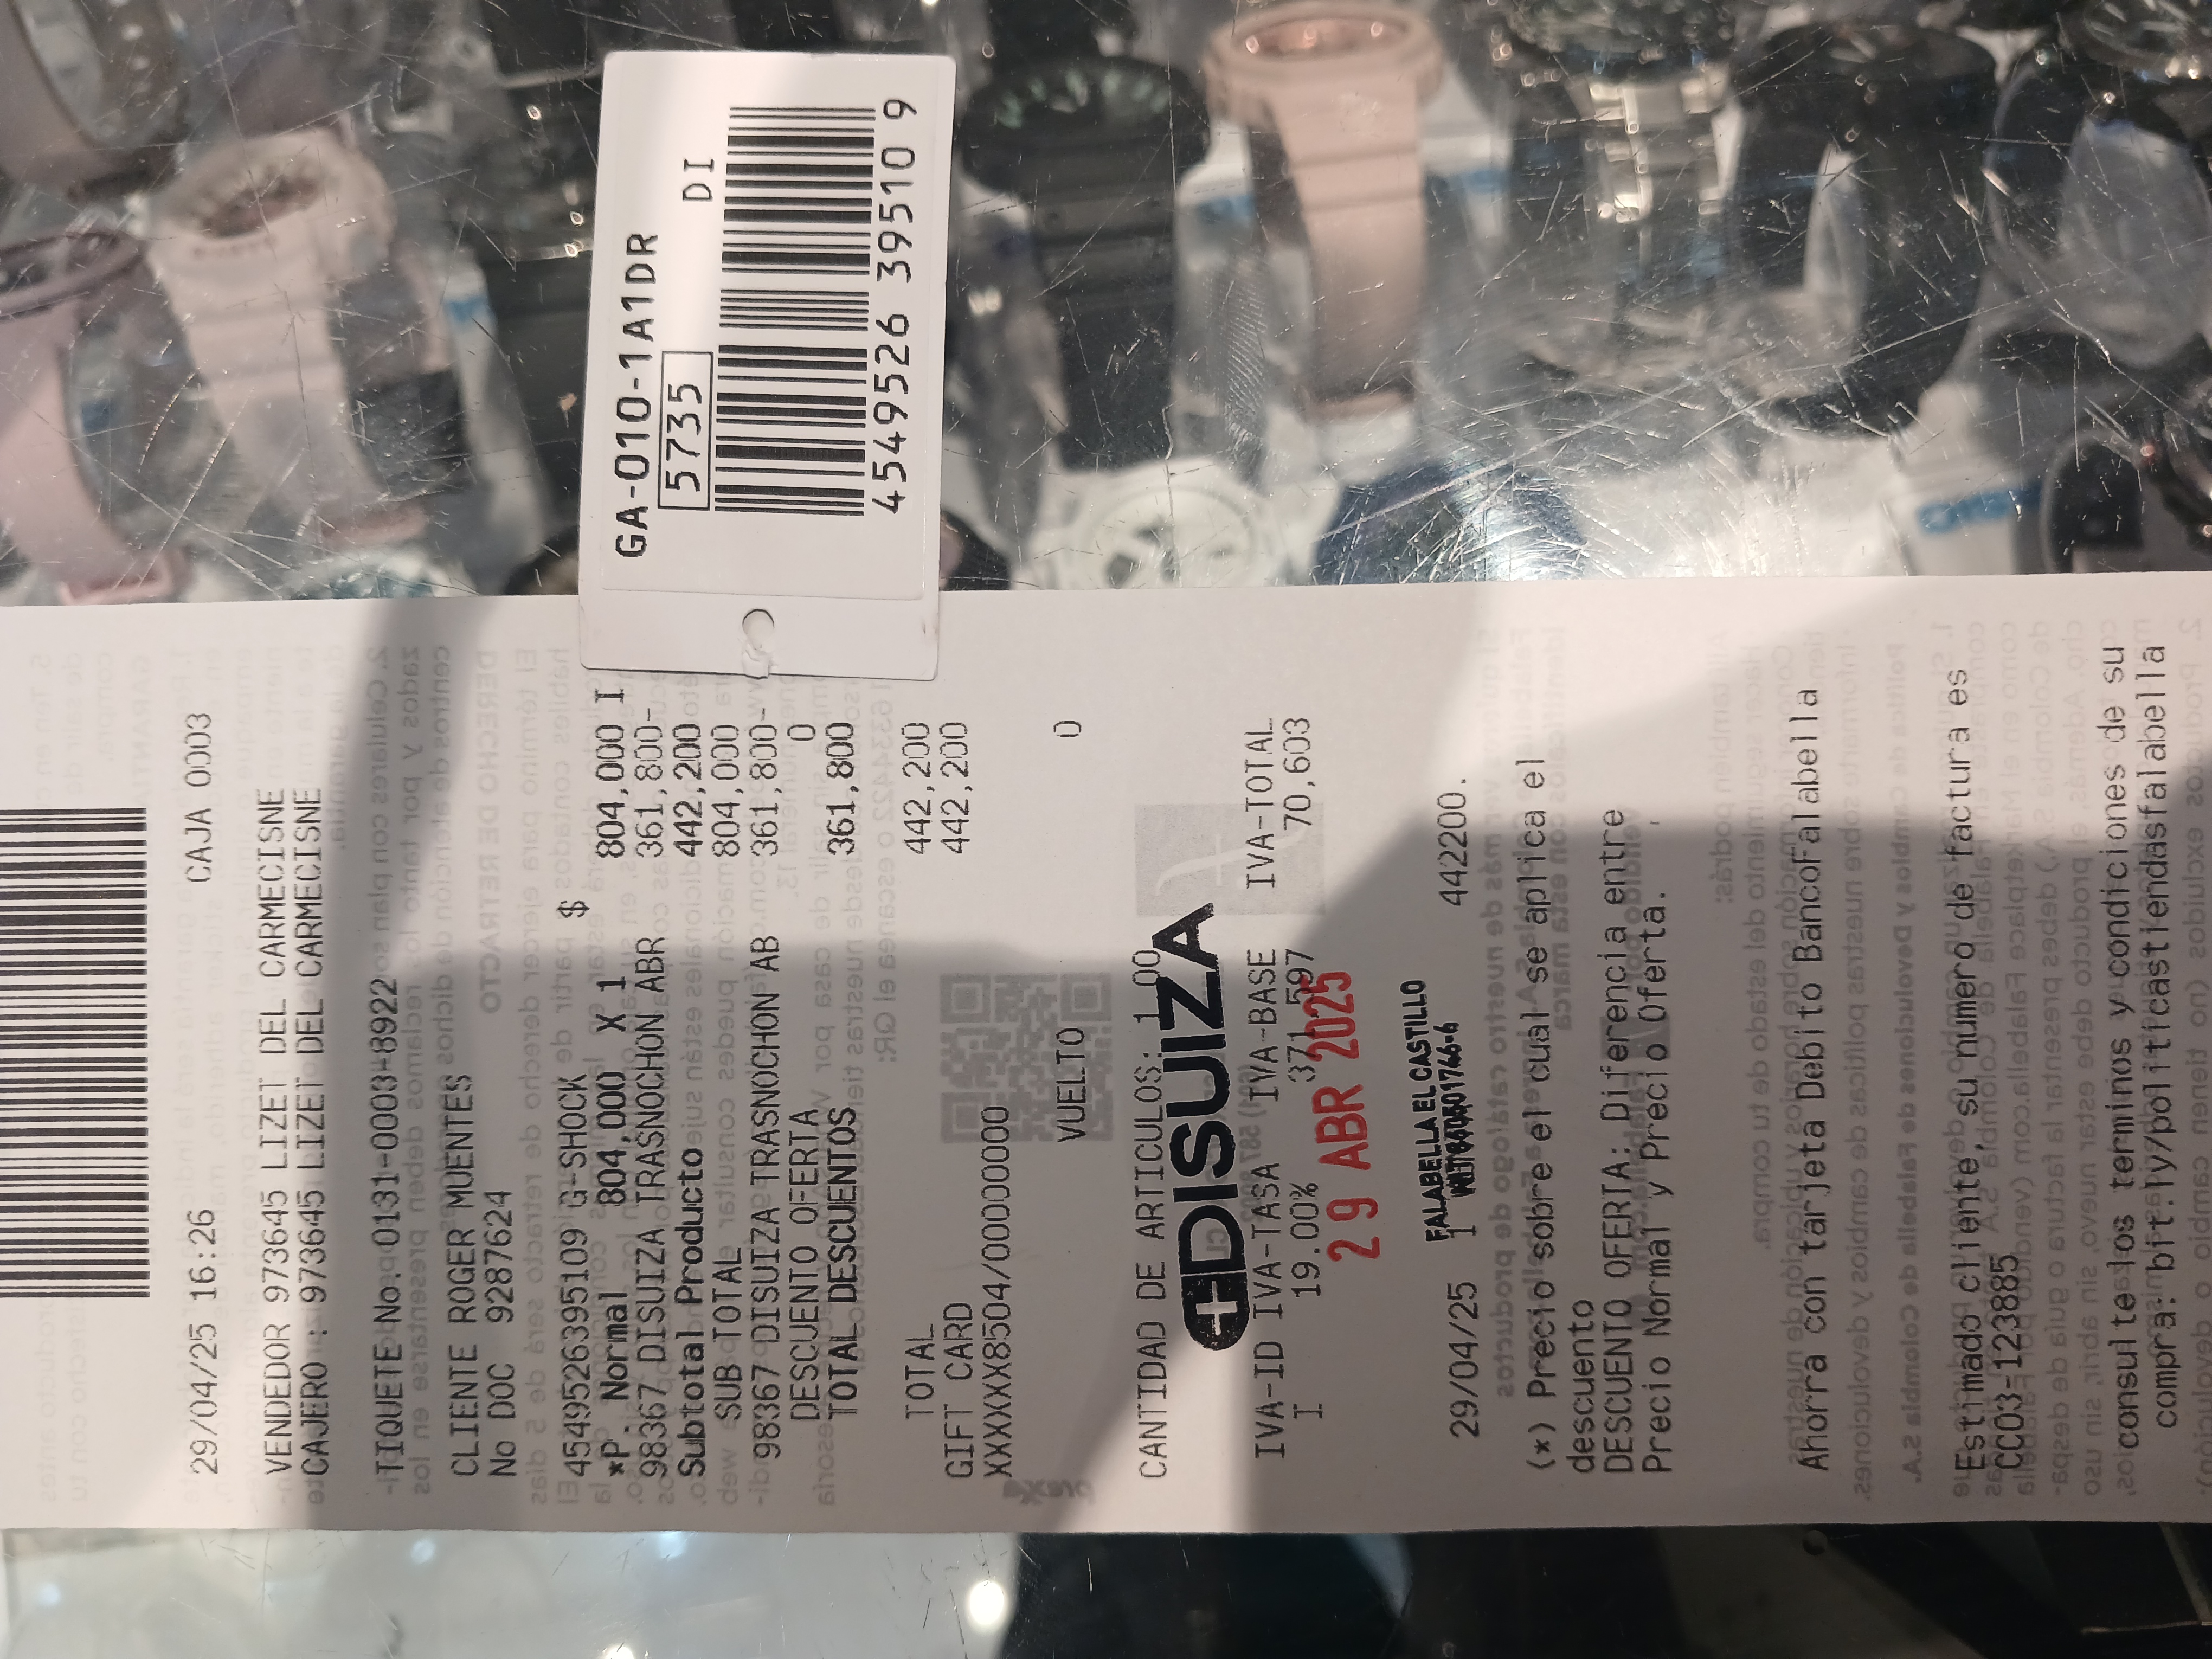 GA-010-1A1DR
5735 DI
4549526 39510 9
29/04/25 16:26 CAJA 0003
VENDEDOR 973645 LIZET DEL CARMECISNE
CAJERO : 973645 LIZET DEL CARMECISNE
TIQUETE No. 0131-0003-8922
CLIENTE ROGER MUENTES
No DOC 9287624
4549526395109 G-SHOCK $
*P. Normal 804,000 X 1 804,000 I
98367 DISUIZA TRASNOCHON ABR 361,800-
Subtotal Producto 442,200
SUB TOTAL 804,000
98367 DISUIZA TRASNOCHON AB 361,800-
DESCUENTO OFERTA 0
TOTAL DESCUENTOS 361,800
TOTAL 442,200
GIFT CARD 442,200
XXXXXX8504/00000000
VUELTO 0
CANTIDAD DE ARTICULOS: 1.00
DISUIZA
IVA-ID IVA-TASA IVA-BASE IVA-TOTAL
I 19.00% 371,597 70,603
29 ABR 2025
FALABELLA EL CASTILLO
29/04/25 1 442200.
(*) Precio sobre el cual se aplica el
descuento
DESCUENTO OFERTA: Diferencia entre
Precio Normal y Precio Oferta.
Ahorra con tarjeta Debito BancoFalabella
Estimado cliente, su numero de factura es
CC03-123885
consulte los terminos y condiciones de su
compra: bit.ly/politicastiendasfalabella